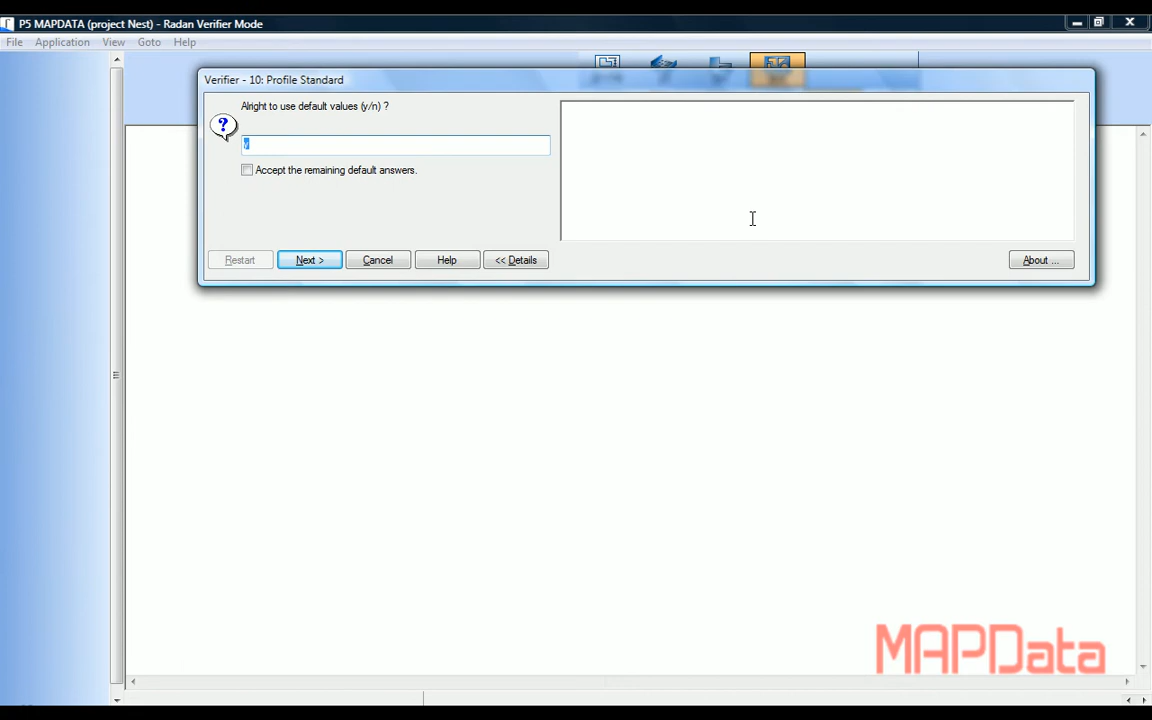 P5 MAPDATA (project Nest) - Radan Verifier Mode
File Application View Goto Help
Verifier - 10: Profile Standard
Alright to use default values (y/n) ?
y
Accept the remaining default answers.
Restart Next > Cancel Help << Details About ...
MAPData